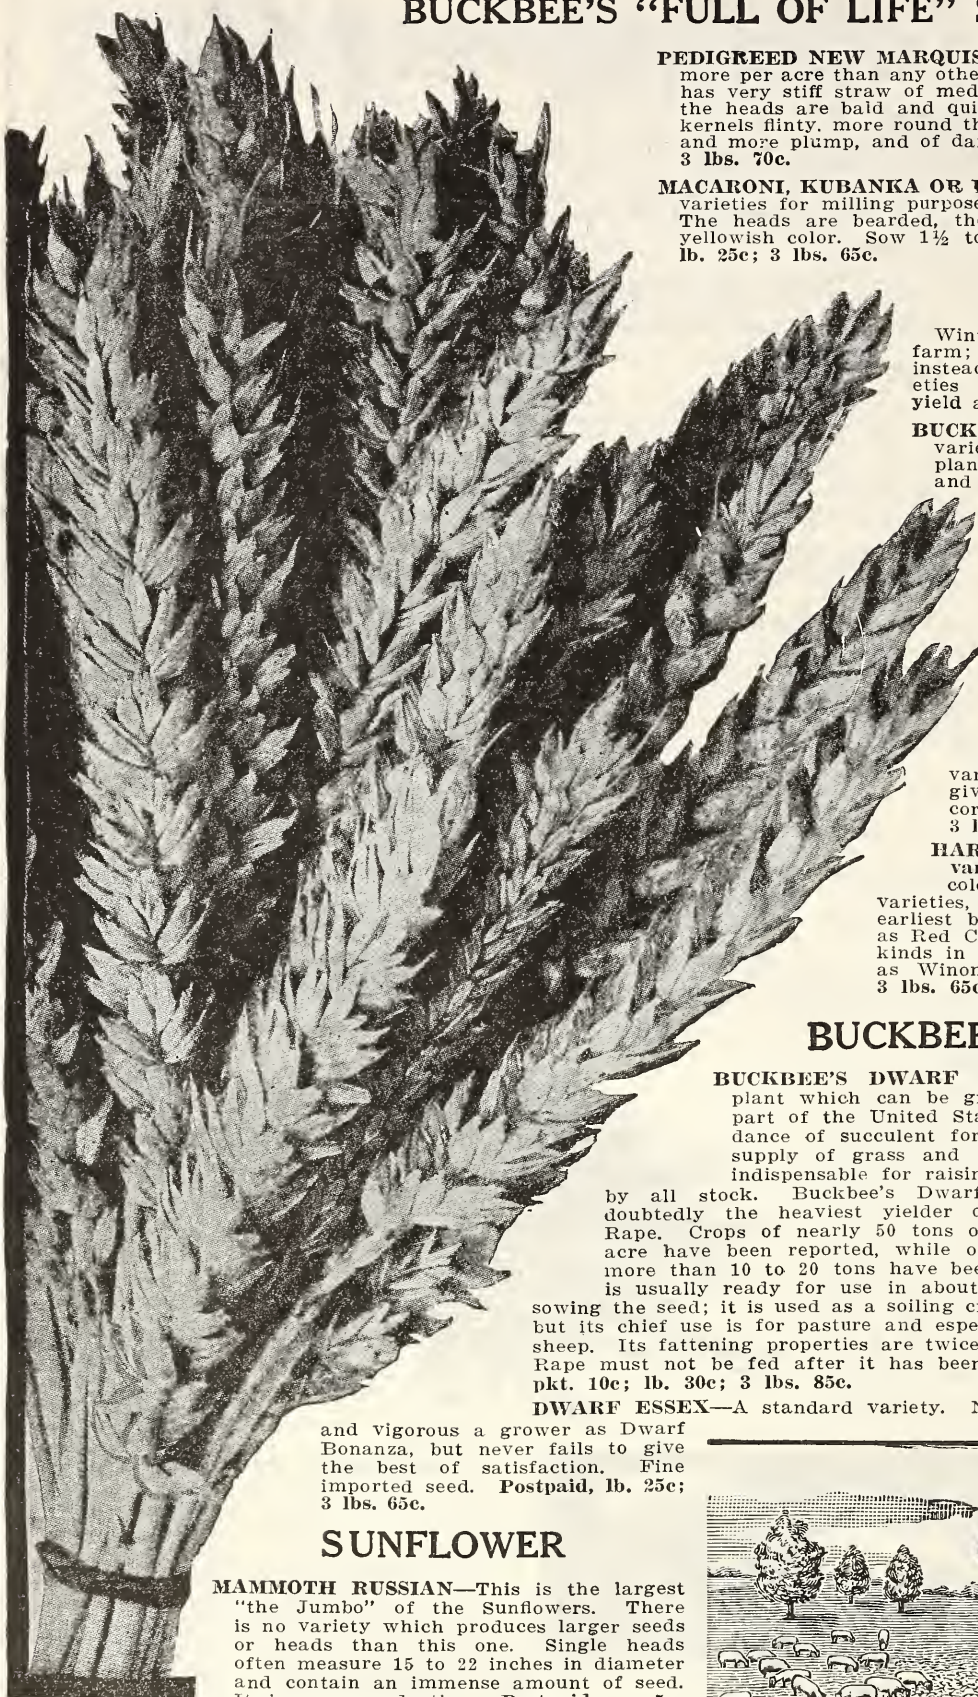 BUCKBEE'S “FULL OF LIFE”
PEDIGREED NEW MARQUIS
more per acre than any othe
has very stiff straw of med
the heads are bald and qui
kernels flinty, more round th
and more plump, and of da
3 lbs. 70c.
MACARONI, KUBANKA OR
varieties for milling purpose
The heads are bearded, th
yellowish color. Sow 1½ to
lb. 25c; 3 lbs. 65c.
Win
farm;
instead
eties
yield a
BUCK
varie
plan
and
var
giv
cor
3 l
HAR
var
colo
varieties,
earliest b
as Red C
kinds in
as Winon
3 lbs. 65c
BUCKBEE
BUCKBEE'S DWARF
plant which can be g
part of the United Sta
dance of succulent for
supply of grass and
indispensable for raisin
by all stock. Buckbee's Dwarf
doubtedly the heaviest yielder o
Rape. Crops of nearly 50 tons o
acre have been reported, while o
more than 10 to 20 tons have bee
is usually ready for use in about
sowing the seed; it is used as a soiling c
but its chief use is for pasture and espe
sheep. Its fattening properties are twice
Rape must not be fed after it has been
pkt. 10c; lb. 30c; 3 lbs. 85c.
DWARF ESSEX—A standard variety. N
and vigorous a grower as Dwarf
Bonanza, but never fails to give
the best of satisfaction. Fine
imported seed. Postpaid, lb. 25c;
3 lbs. 65c.
SUNFLOWER
MAMMOTH RUSSIAN—This is the largest
"the Jumbo" of the Sunflowers. There
is no variety which produces larger seeds
or heads than this one. Single heads
often measure 15 to 22 inches in diameter
and contain an immense amount of seed.